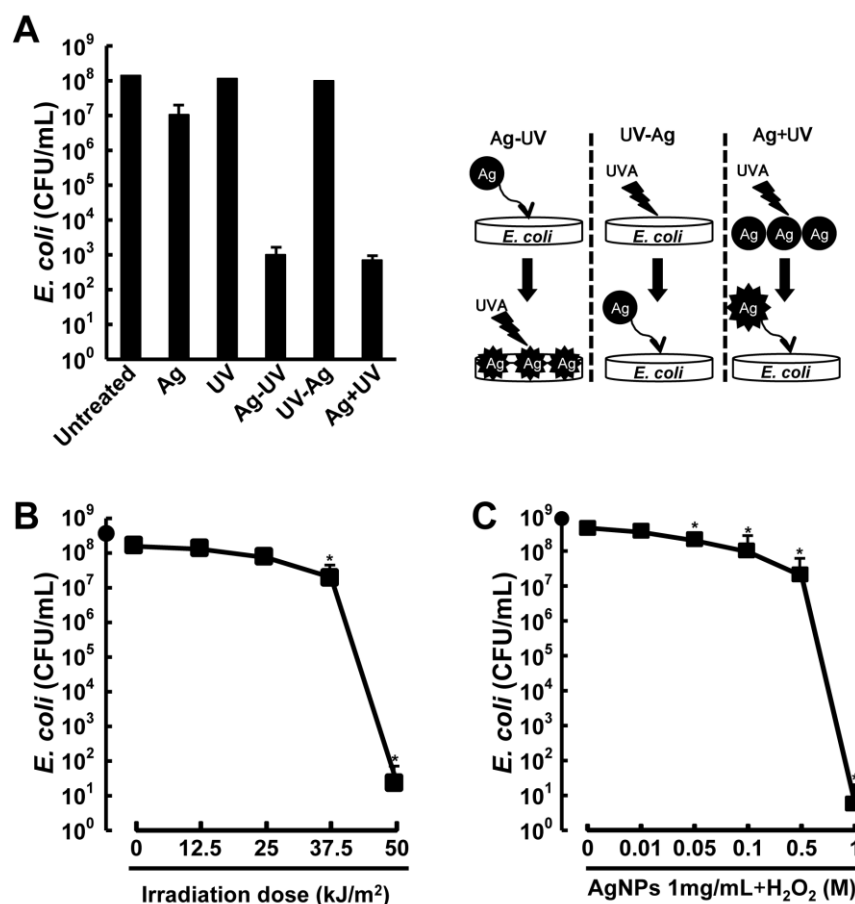 A
10⁹
10⁸
10⁷
10⁶
10⁵
10⁴
10³
10²
10¹
10⁰
E. coli (CFU/mL)
Untreated
Ag
UV
Ag-UV
UV-Ag
Ag+UV
Ag-UV
UV-Ag
Ag+UV
Ag
UVA
UVA
E. coli
E. coli
Ag Ag Ag
UVA
Ag
Ag
Ag Ag Ag
E. coli
E. coli
B
10⁹
10⁸
10⁷
10⁶
10⁵
10⁴
10³
10²
10¹
10⁰
E. coli (CFU/mL)
*
*
0 12.5 25 37.5 50
Irradiation dose (kJ/m²)
C
10⁹
10⁸
10⁷
10⁶
10⁵
10⁴
10³
10²
10¹
10⁰
E. coli (CFU/mL)
*
*
*
*
0 0.01 0.05 0.1 0.5 1
AgNPs 1mg/mL+H₂O₂ (M)